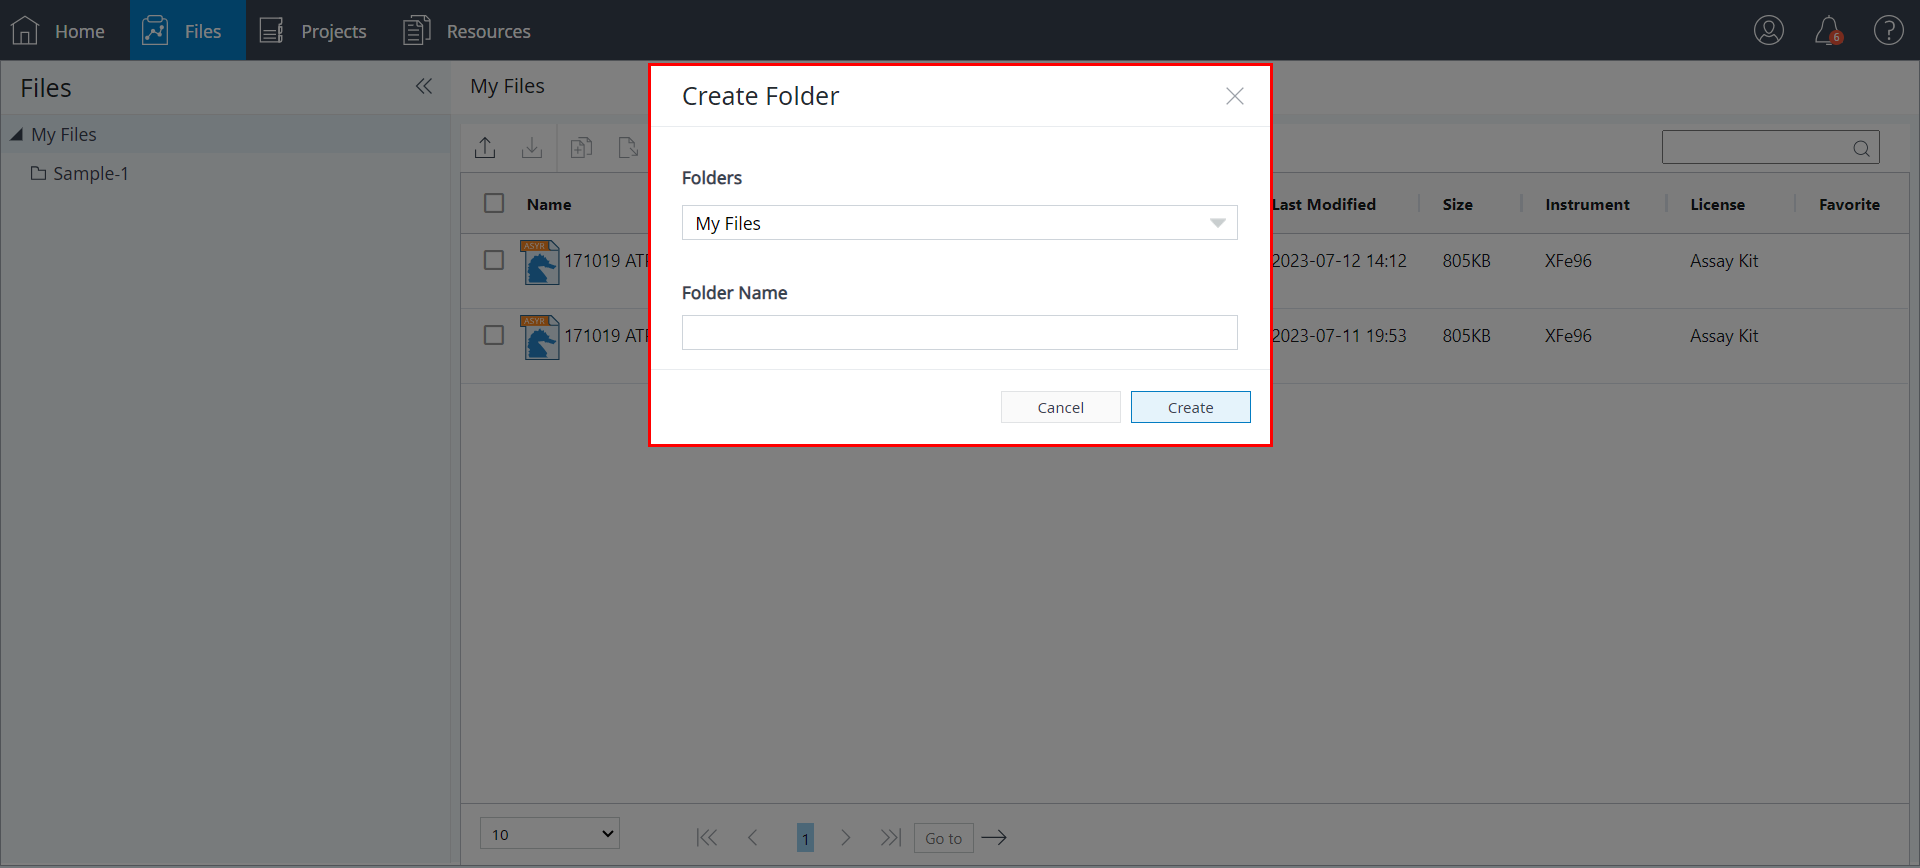 Home
Files
Projects
Resources
6
?
Files
My Files
Sample-1
My Files
Create Folder
Folders
My Files
Folder Name
Cancel
Create
Name
Last Modified
Size
Instrument
License
Favorite
ASYR
171019
2023-07-12 14:12
805KB
XFe96
Assay Kit
ASYR
171019
2023-07-11 19:53
805KB
XFe96
Assay Kit
10
1
Go to